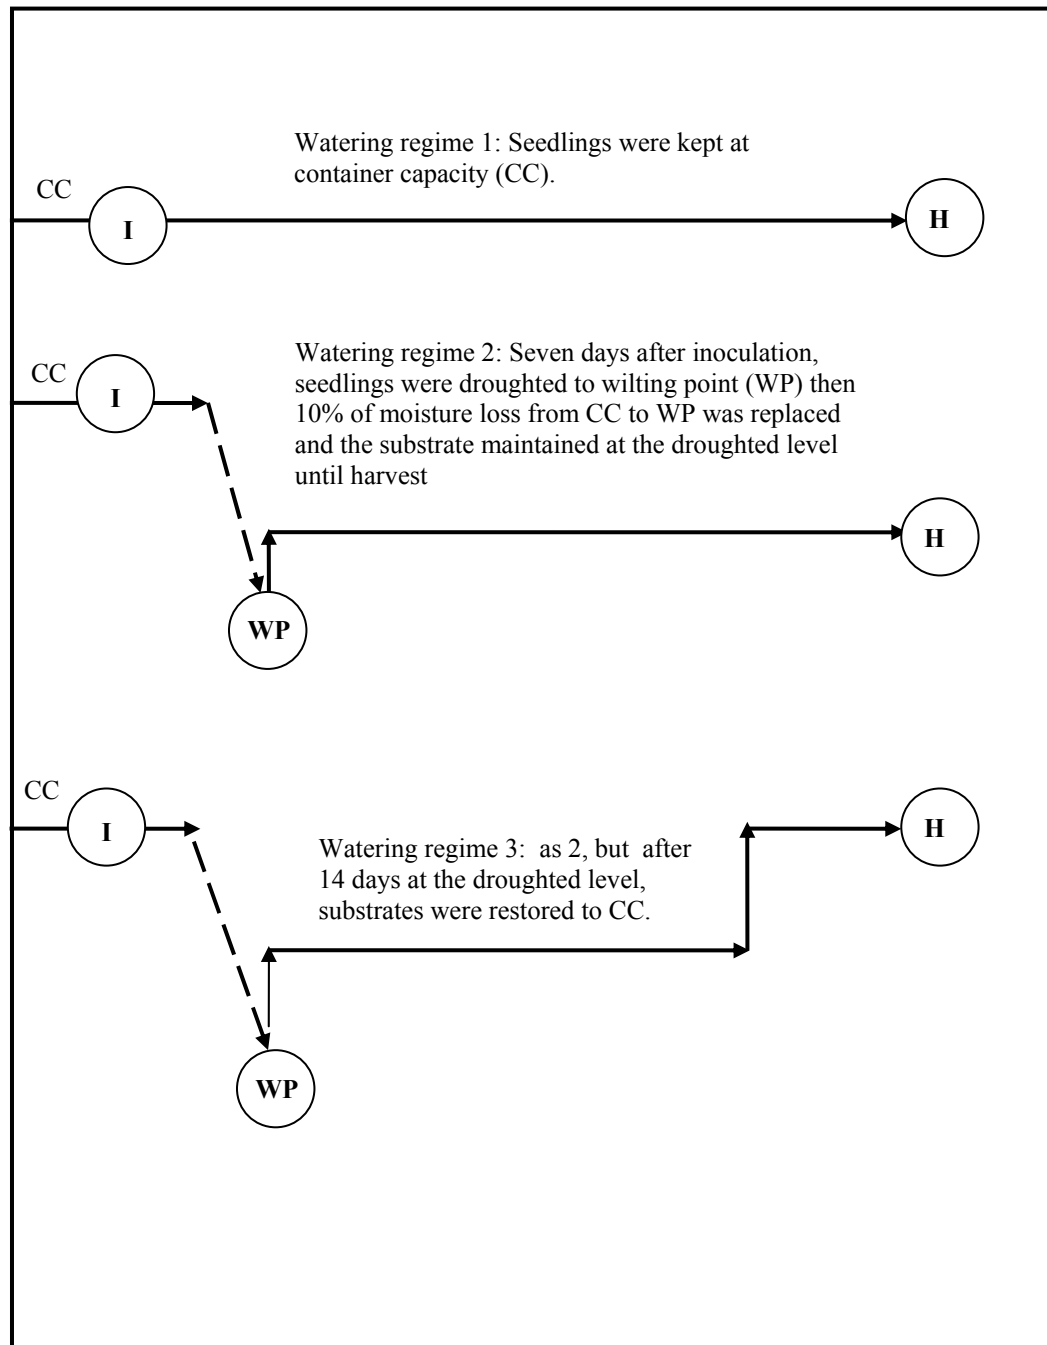 Watering regime 1: Seedlings were kept at
container capacity (CC).
CC
I
H
Watering regime 2: Seven days after inoculation,
seedlings were droughted to wilting point (WP) then
10% of moisture loss from CC to WP was replaced
and the substrate maintained at the droughted level
until harvest
CC
I
H
WP
CC
I
H
Watering regime 3:  as 2, but  after
14 days at the droughted level,
substrates were restored to CC.
WP